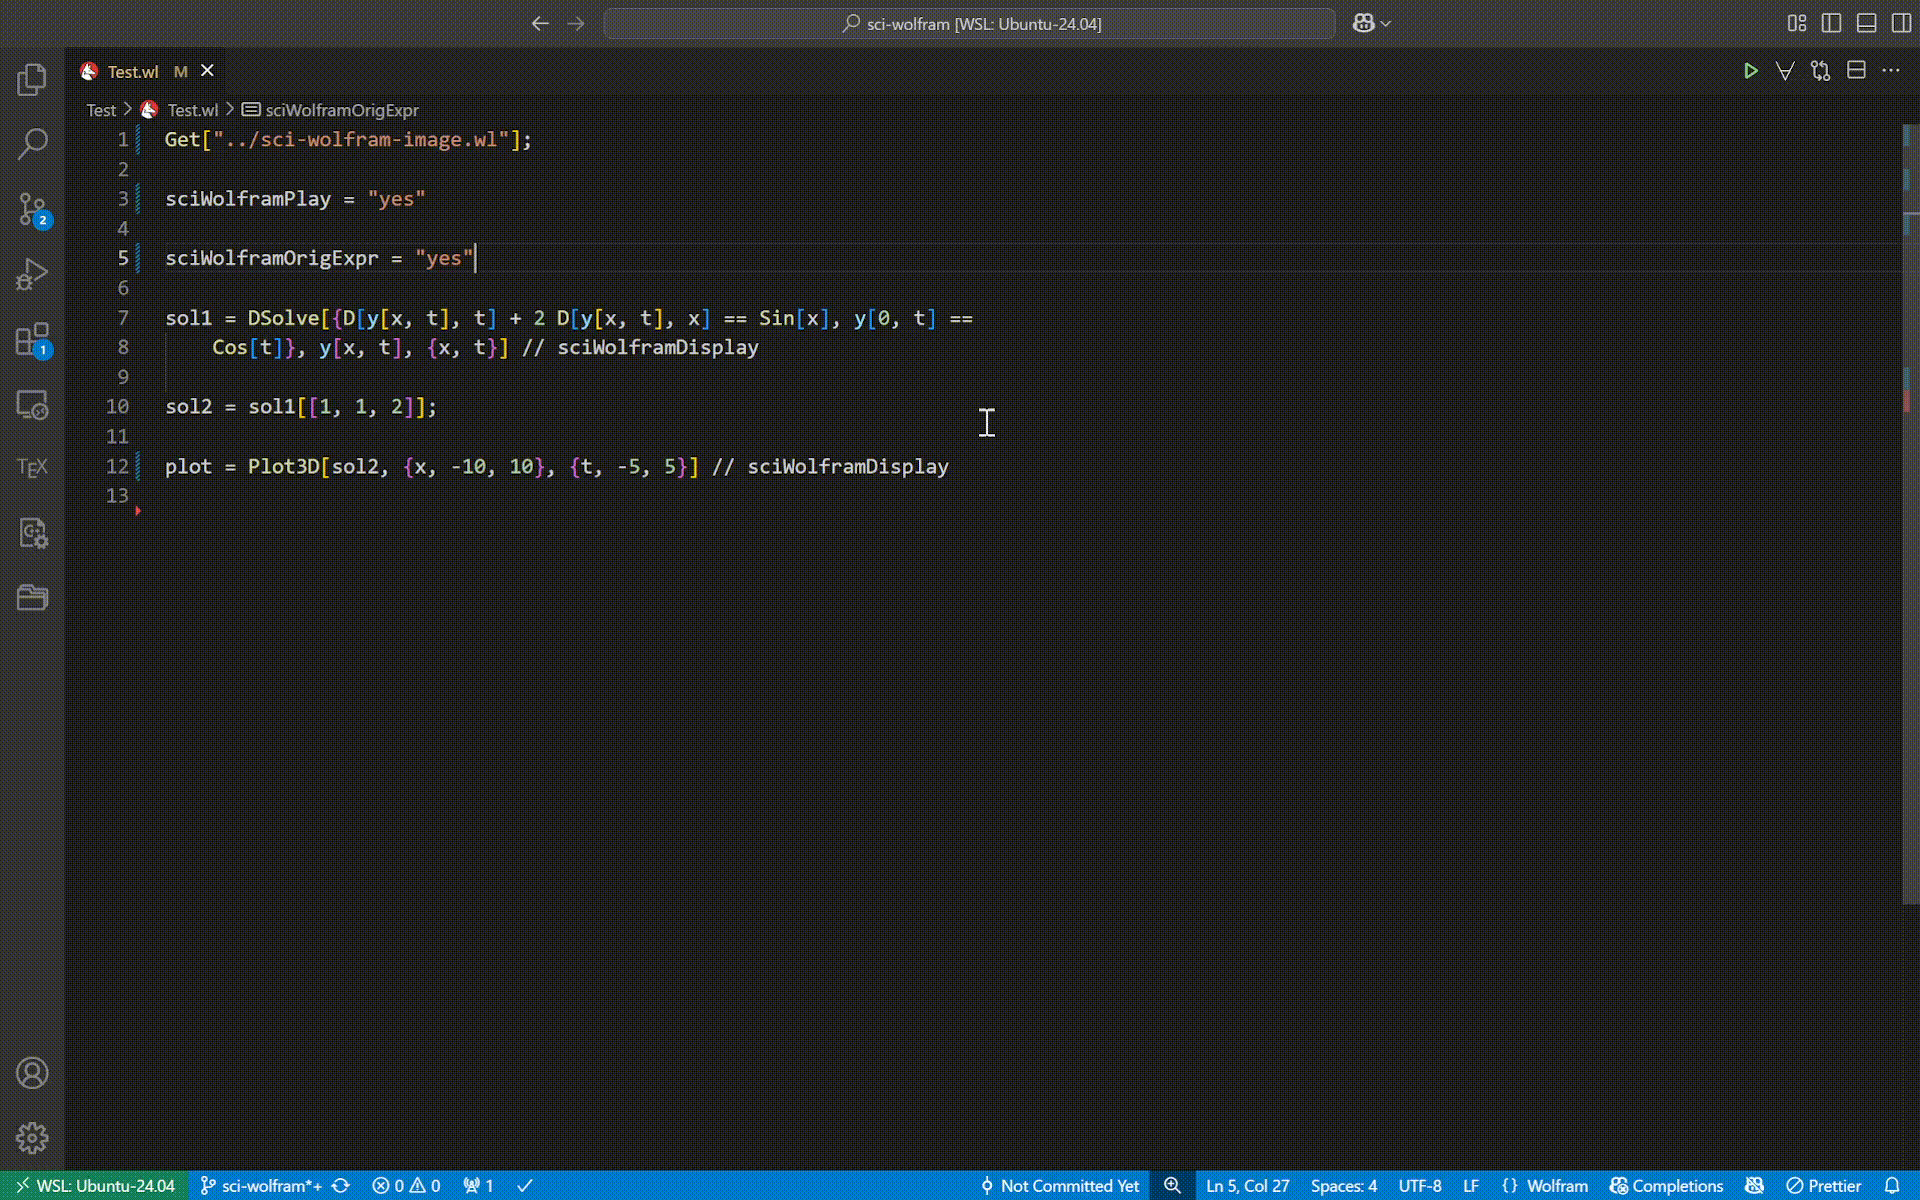 sci-wolfram [WSL: Ubuntu-24.04]
Test.wl M
Test > Test.wl > sciWolframOrigExpr
1 Get["../sci-wolfram-image.wl"];
2
3 sciWolframPlay = "yes"
4
5 sciWolframOrigExpr = "yes"
6
7 sol1 = DSolve[{D[y[x, t], t] + 2 D[y[x, t], x] == Sin[x], y[0, t] ==
8 Cos[t]}, y[x, t], {x, t}] // sciWolframDisplay
9
10 sol2 = sol1[[1, 1, 2]];
11
12 plot = Plot3D[sol2, {x, -10, 10}, {t, -5, 5}] // sciWolframDisplay
13
2
1
TEX
C+
WSL: Ubuntu-24.04 sci-wolfram*+ 0 0 1 Not Committed Yet Ln 5, Col 27 Spaces: 4 UTF-8 LF {} Wolfram Completions Prettier